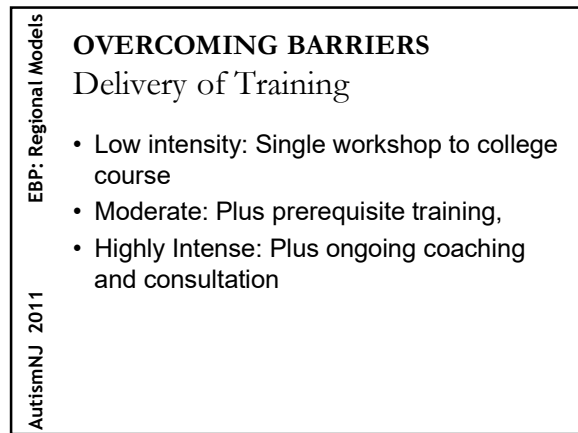 OVERCOMING BARRIERS
Delivery of Training
• Low intensity: Single workshop to college
course
• Moderate: Plus prerequisite training,
• Highly Intense: Plus ongoing coaching
and consultation
AutismNJ 2011 EBP: Regional Models